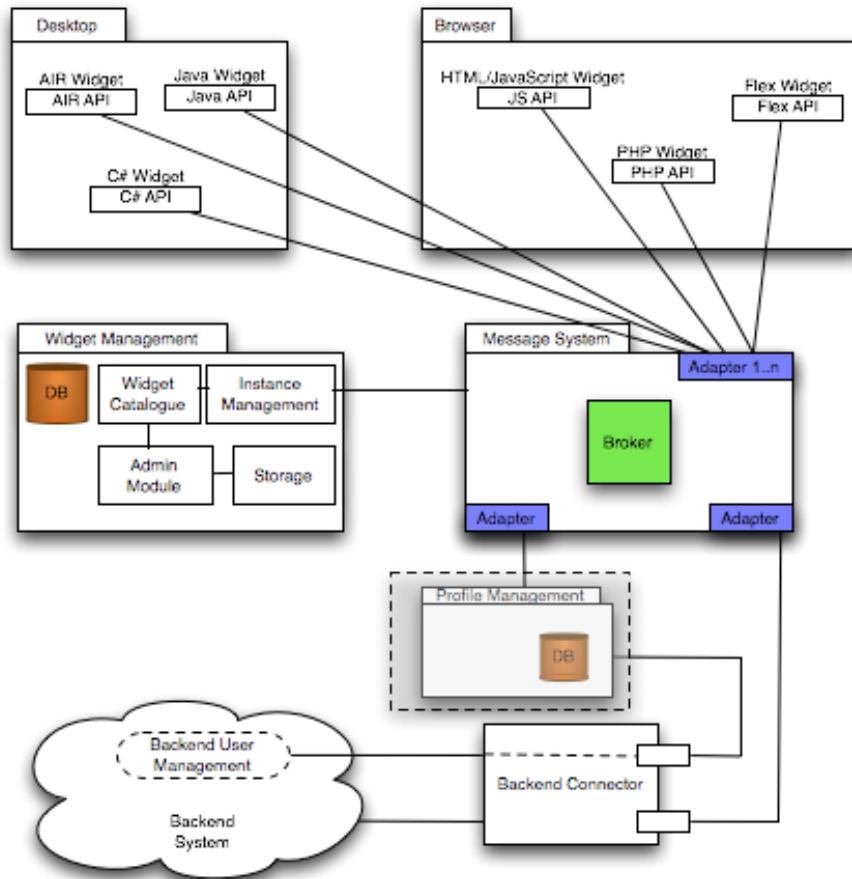 Desktop
Browser
AIR Widget
AIR API
Java Widget
Java API
C# Widget
C# API
HTML/JavaScript Widget
JS API
Flex Widget
Flex API
PHP Widget
PHP API
Widget Management
DB
Widget
Catalogue
Instance
Management
Admin
Module
Storage
Message System
Adapter 1..n
Broker
Adapter
Adapter
Profile Management
DB
Backend User
Management
Backend
System
Backend Connector